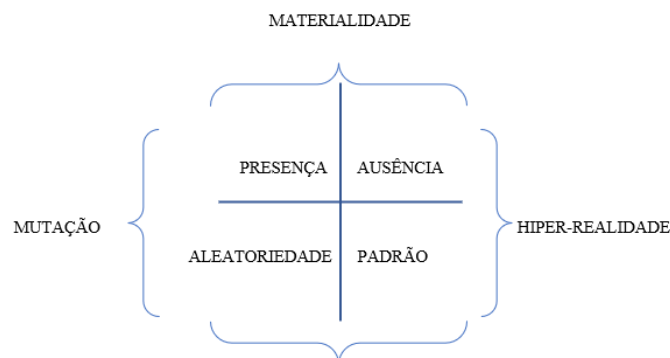 MATERIALIDADE
PRESENÇA AUSÊNCIA
MUTAÇÃO HIPER-REALIDADE
ALEATORIEDADE PADRÃO